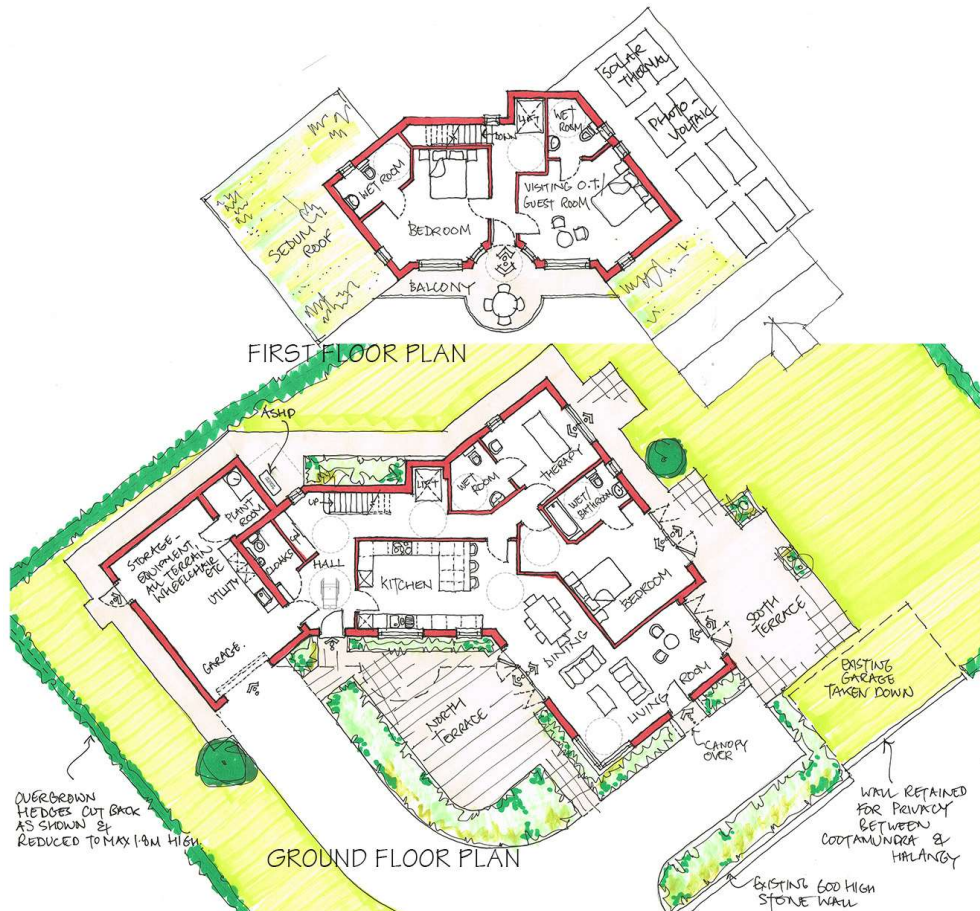 SOLAR
THERMAL
PHOTO-
VOLTAIC
LIFT
WET
ROOM
DOWN
WET ROOM
VISITING O.T./
GUEST ROOM
BEDROOM
SEDUM
ROOF
BALCONY
FIRST FLOOR PLAN
ASHP
THERAPY
WET
ROOM
LIFT
WET/
BATHROOM
UP
PLANT
ROOM
STORAGE -
EQUIPMENT
ALL TERRAIN
WHEELCHAIR
ETC
UTILITY
CLOAKS
HALL
KITCHEN
BEDROOM
DINING
SOUTH
TERRACE
GARAGE
LIVING
ROOM
NORTH
TERRACE
EXISTING
GARAGE
TAKEN DOWN
CANOPY
OVER
OVERGROWN
HEDGES CUT BACK
AS SHOWN &
REDUCED TO MAX 1.8M HIGH.
WALL RETAINED
FOR PRIVACY
BETWEEN
COOTAMUNDRA &
HALANGY
GROUND FLOOR PLAN
EXISTING 600 HIGH
STONE WALL